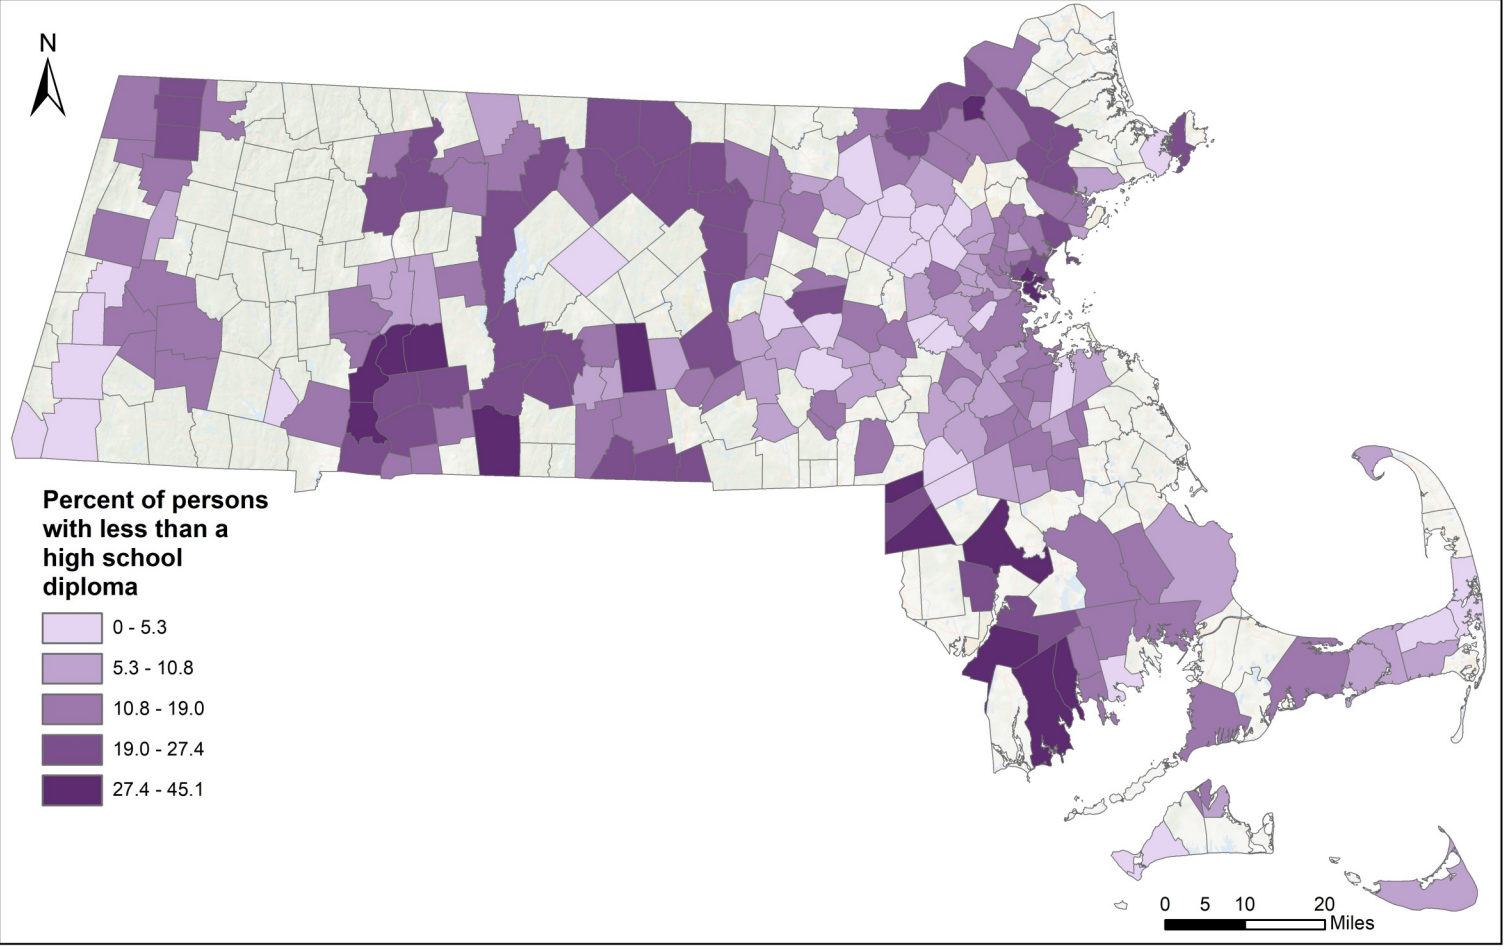 N
Percent of persons
with less than a
high school
diploma
0 - 5.3
5.3 - 10.8
10.8 - 19.0
19.0 - 27.4
27.4 - 45.1
0 5 10 20
Miles